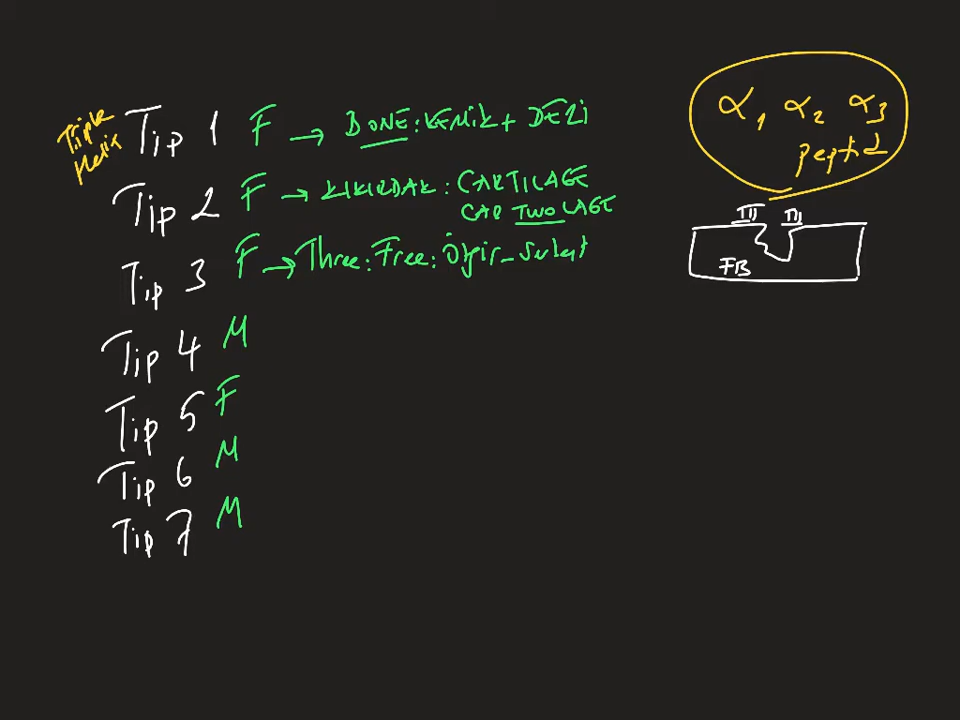 Triple
Helix
Tip 1 F → BONE: KEMİK + DERİ
Tip 2 F → KIKIRDAK: CARTILAGE
CAR TWO LAGE
Tip 3 F → Three: Free:
Tip 4 M
Tip 5 F
Tip 6 M
Tip 7 M
α1 α2 α3
peptid
FB